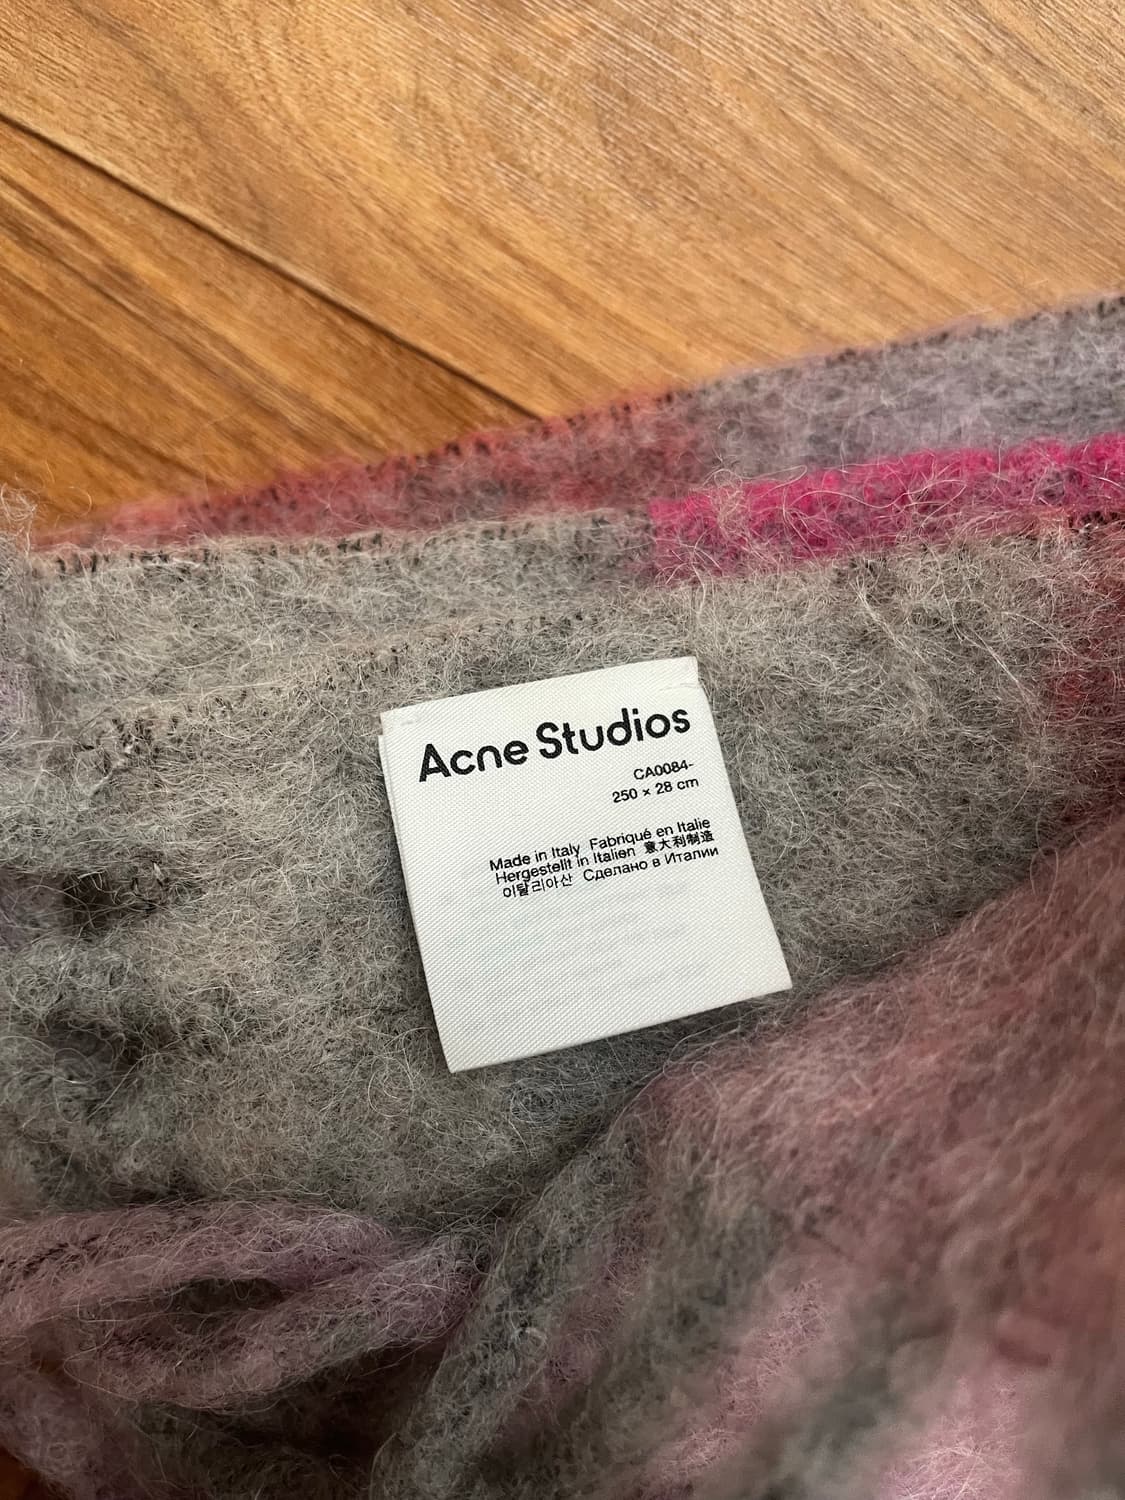 Acne Studios
CA0084-
250 × 28 cm
Made in Italy Fabriqué en Italie
Hergestellt in Italien 意大利制造
이탈리아산 Сделано в Италии